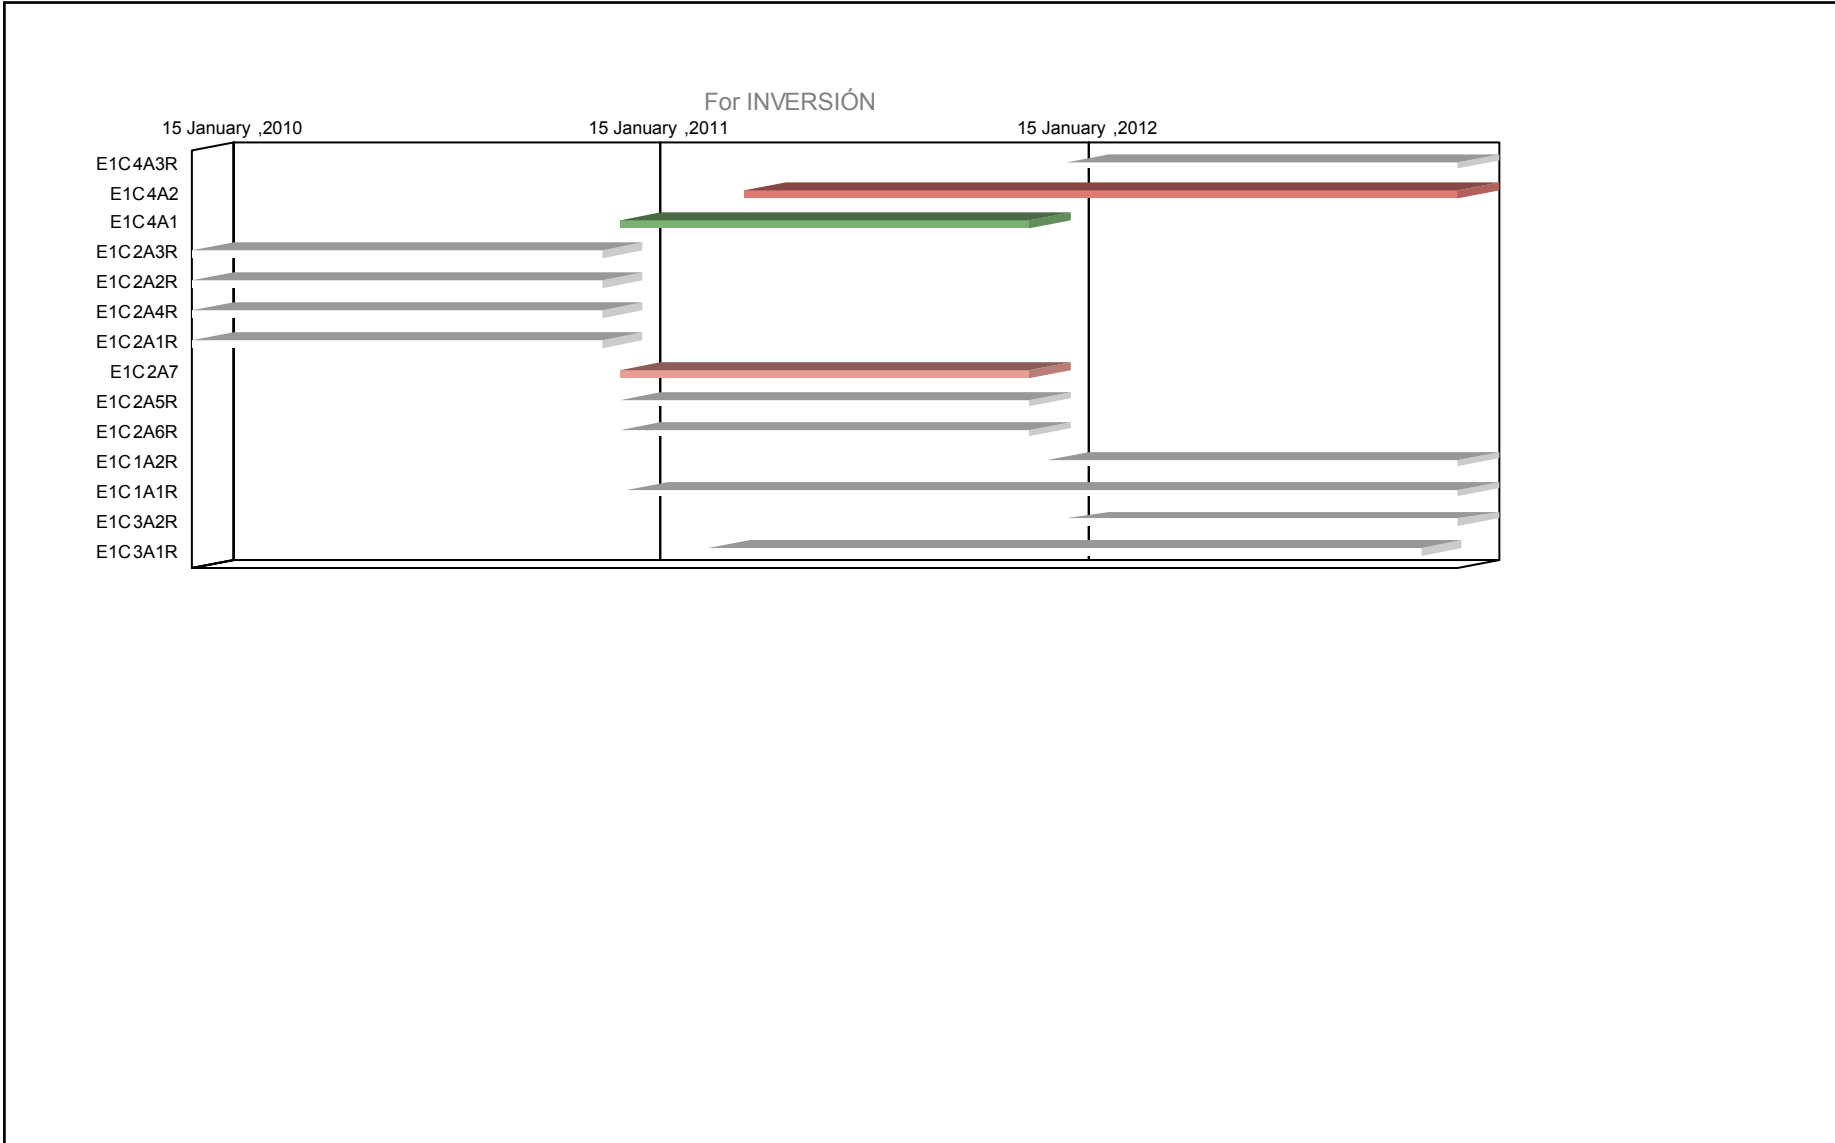 For INVERSIÓN
15 January ,2010 15 January ,2011 15 January ,2012
E1C4A3R
E1C4A2
E1C4A1
E1C2A3R
E1C2A2R
E1C2A4R
E1C2A1R
E1C2A7
E1C2A5R
E1C2A6R
E1C1A2R
E1C1A1R
E1C3A2R
E1C3A1R